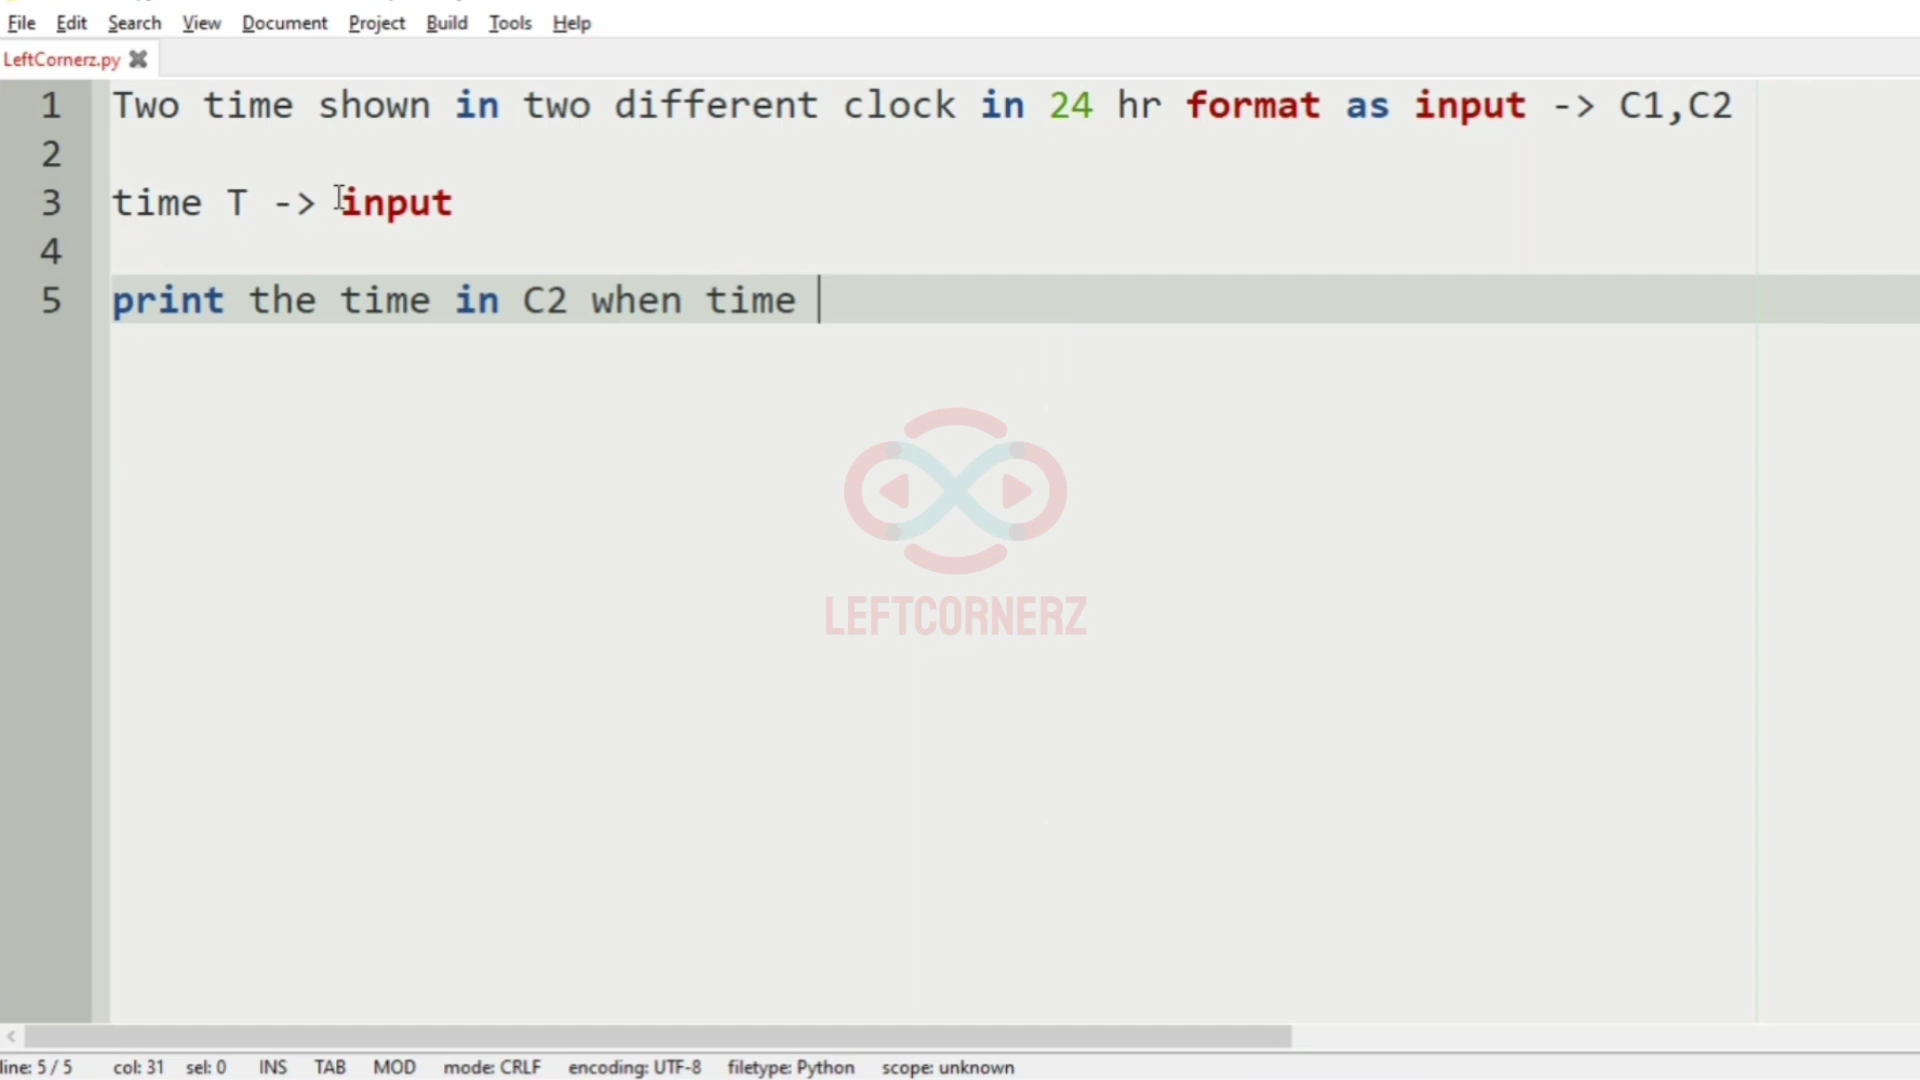 File Edit Search View Document Project Build Tools Help
LeftCornerz.py
1 Two time shown in two different clock in 24 hr format as input -> C1,C2
2
3 time T -> input
4
5 print the time in C2 when time
LEFTCORNERZ
line: 5 / 5 col: 31 sel: 0 INS TAB MOD mode: CRLF encoding: UTF-8 filetype: Python scope: unknown